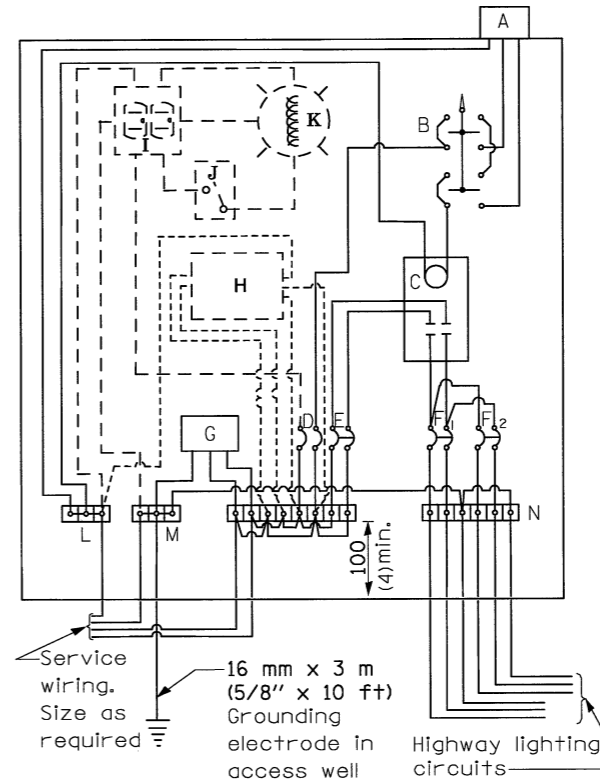 A
B
K
I
J
C
H
D
E
F1
F2
G
L
M
N
100
(4)min.
Service
wiring.
Size as
required
16 mm x 3 m
(5/8" x 10 ft)
Grounding
electrode in
access well
Highway lighting
circuits